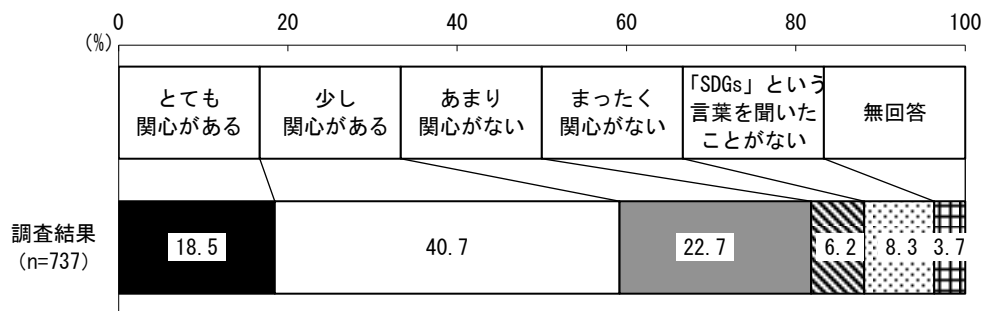 0 20 40 60 80 100
(%)
とても
関心がある
少し
関心がある
あまり
関心がない
まったく
関心がない
「SDGs」という
言葉を聞いた
ことがない
無回答
調査結果
(n=737)
18.5 40.7 22.7 6.2 8.3 3.7